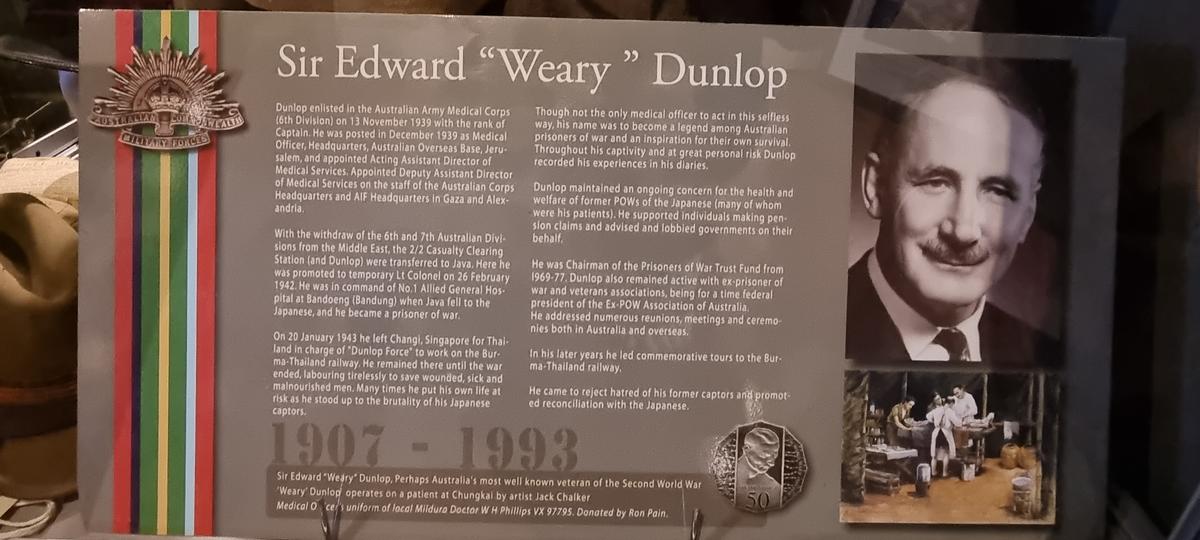 Sir Edward “Weary ” Dunlop
Dunlop enlisted in the Australian Army Medical Corps
(6th Division) on 13 November 1939 with the rank of
Captain. He was posted in December 1939 as Medical
Officer, Headquarters, Australian Overseas Base, Jeru-
salem, and appointed Acting Assistant Director of
Medical Services. Appointed Deputy Assistant Director
of Medical Services on the staff of the Australian Corps
Headquarters and AIF Headquarters in Gaza and Alex-
andria.
With the withdraw of the 6th and 7th Australian Divi-
sions from the Middle East, the 2/2 Casualty Clearing
Station (and Dunlop) were transferred to Java. Here he
was promoted to temporary Lt Colonel on 26 February
1942. He was in command of No.1 Allied General Hos-
pital at Bandoeng (Bandung) when Java fell to the
Japanese, and he became a prisoner of war.
On 20 January 1943 he left Changi, Singapore for Thai-
land in charge of "Dunlop Force" to work on the Bur-
ma-Thailand railway. He remained there until the war
ended, labouring tirelessly to save wounded, sick and
malnourished men. Many times he put his own life at
risk as he stood up to the brutality of his Japanese
captors.
Though not the only medical officer to act in this selfless
way, his name was to become a legend among Australian
prisoners of war and an inspiration for their own survival.
Throughout his captivity and at great personal risk Dunlop
recorded his experiences in his diaries.
Dunlop maintained an ongoing concern for the health and
welfare of former POWs of the Japanese (many of whom
were his patients). He supported individuals making pen-
sion claims and advised and lobbied governments on their
behalf.
He was Chairman of the Prisoners of War Trust Fund from
1969-77. Dunlop also remained active with ex-prisoner of
war and veterans associations, being for a time federal
president of the Ex-POW Association of Australia.
He addressed numerous reunions, meetings and ceremo-
nies both in Australia and overseas.
In his later years he led commemorative tours to the Bur-
ma-Thailand railway.
He came to reject hatred of his former captors and promot-
ed reconciliation with the Japanese.
1907 - 1993
Sir Edward "Weary" Dunlop, Perhaps Australia's most well known veteran of the Second World War
'Weary' Dunlop operates on a patient at Chungkai by artist Jack Chalker
Medical uniform of local Mildura Doctor W H Phillips VX 97795. Donated by Ron Pain.
AUSTRALIAN COMMONWEALTH
MILITARY FORCES
50